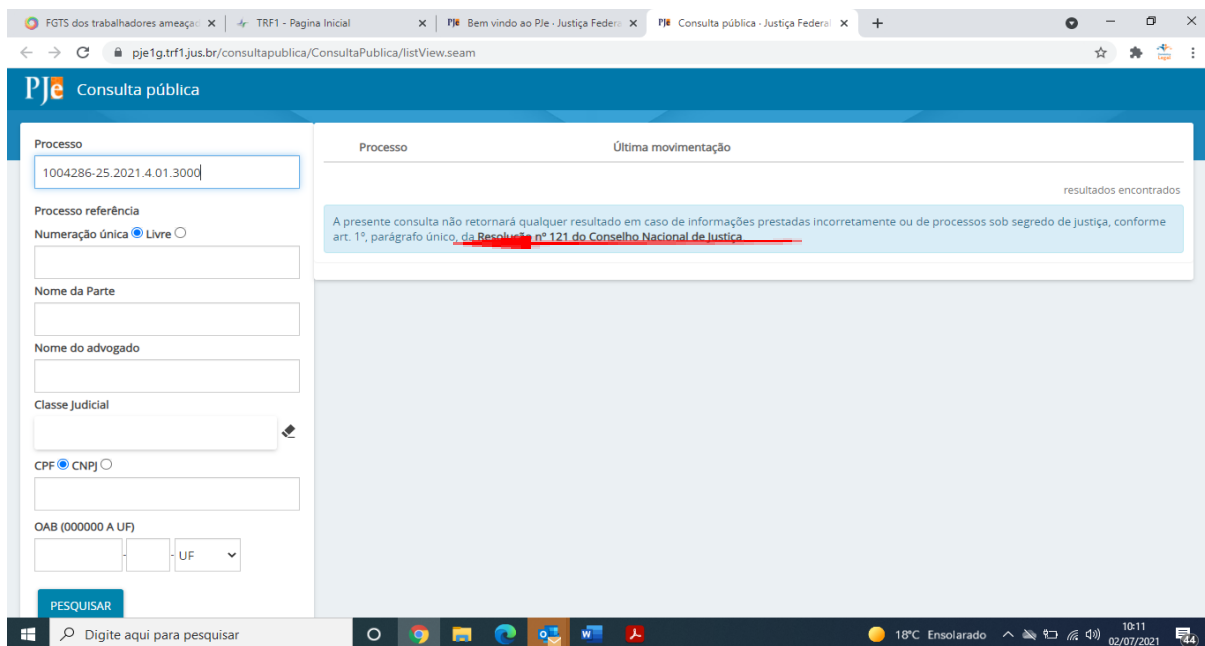 FGTS dos trabalhadores ameaçad
TRF1 - Pagina Inicial
PJe Bem vindo ao PJe · Justiça Federa
PJe Consulta pública · Justiça Federal
pje1g.trf1.jus.br/consultapublica/ConsultaPublica/listView.seam
PJe Consulta pública
Processo
1004286-25.2021.4.01.3000
Processo referência
Numeração única Livre
Nome da Parte
Nome do advogado
Classe Judicial
CPF CNPJ
OAB (000000 A UF)
- - UF
PESQUISAR
Processo Última movimentação
resultados encontrados
A presente consulta não retornará qualquer resultado em caso de informações prestadas incorretamente ou de processos sob segredo de justiça, conforme
art. 1º, parágrafo único, da Resolução nº 121 do Conselho Nacional de Justiça.
Digite aqui para pesquisar
18°C Ensolarado
10:11
02/07/2021
44